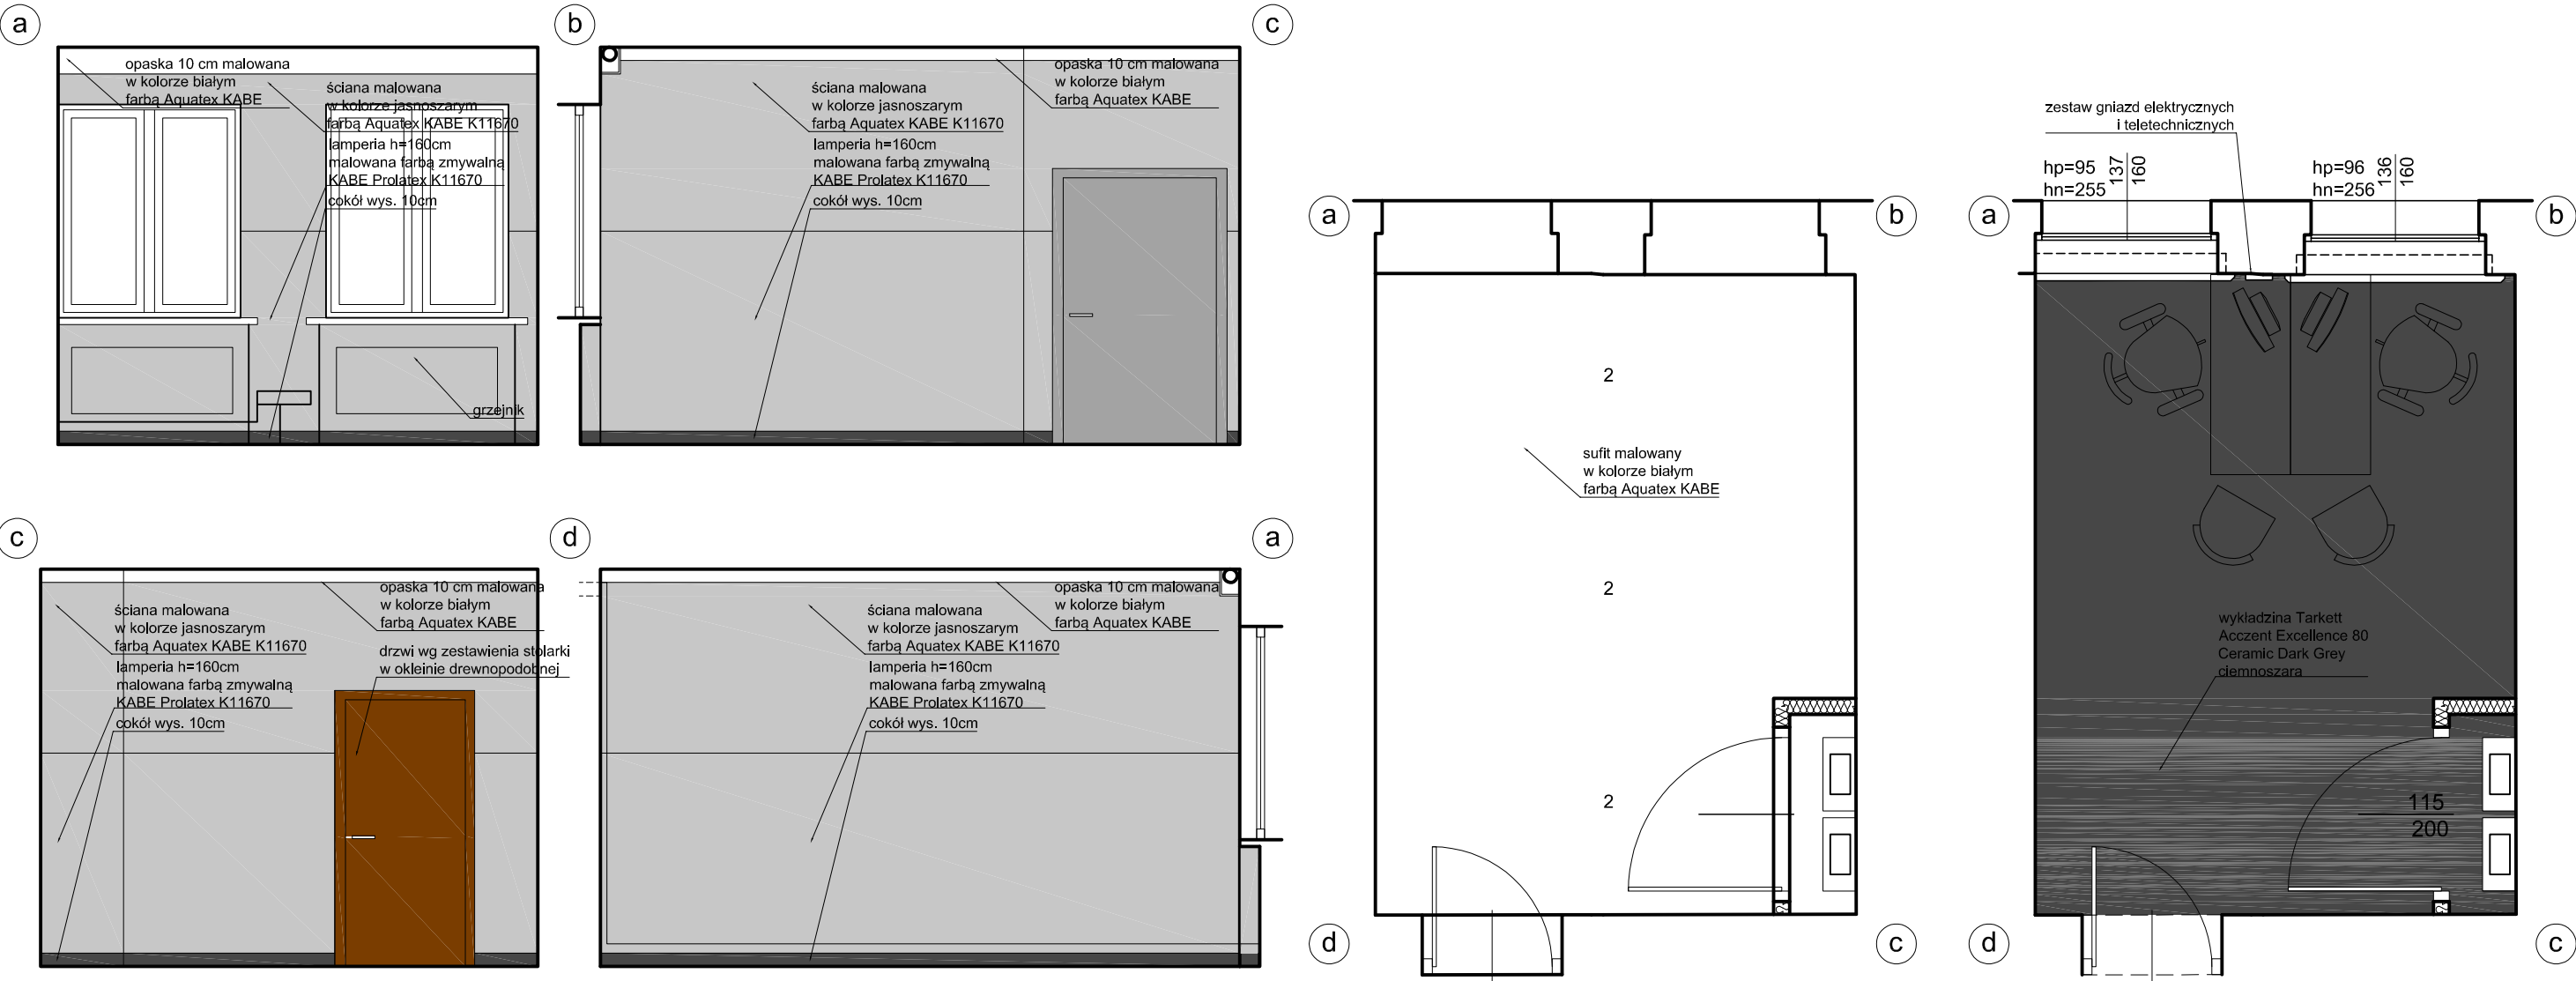 a
opaska 10 cm malowana
w kolorze białym
farbą Aquatex KABE
ściana malowana
w kolorze jasnoszarym
farbą Aquatex KABE K11670
lamperia h=160cm
malowana farbą zmywalną
KABE Prolatex K11670
cokół wys. 10cm
grzejnik
b
ściana malowana
w kolorze jasnoszarym
farbą Aquatex KABE K11670
lamperia h=160cm
malowana farbą zmywalną
KABE Prolatex K11670
cokół wys. 10cm
opaska 10 cm malowana
w kolorze białym
farbą Aquatex KABE
c
c
ściana malowana
w kolorze jasnoszarym
farbą Aquatex KABE K11670
lamperia h=160cm
malowana farbą zmywalną
KABE Prolatex K11670
cokół wys. 10cm
opaska 10 cm malowana
w kolorze białym
farbą Aquatex KABE
drzwi wg zestawienia stolarki
w okleinie drewnopodobnej
d
ściana malowana
w kolorze jasnoszarym
farbą Aquatex KABE K11670
lamperia h=160cm
malowana farbą zmywalną
KABE Prolatex K11670
cokół wys. 10cm
opaska 10 cm malowana
w kolorze białym
farbą Aquatex KABE
a
a
b
2
sufit malowany
w kolorze białym
farbą Aquatex KABE
2
2
d
c
zestaw gniazd elektrycznych
i teletechnicznych
hp=95
hn=255
137
160
hp=96
hn=256
136
160
a
b
wykładzina Tarkett
Acczent Excellence 80
Ceramic Dark Grey
ciemnoszara
115
200
d
c